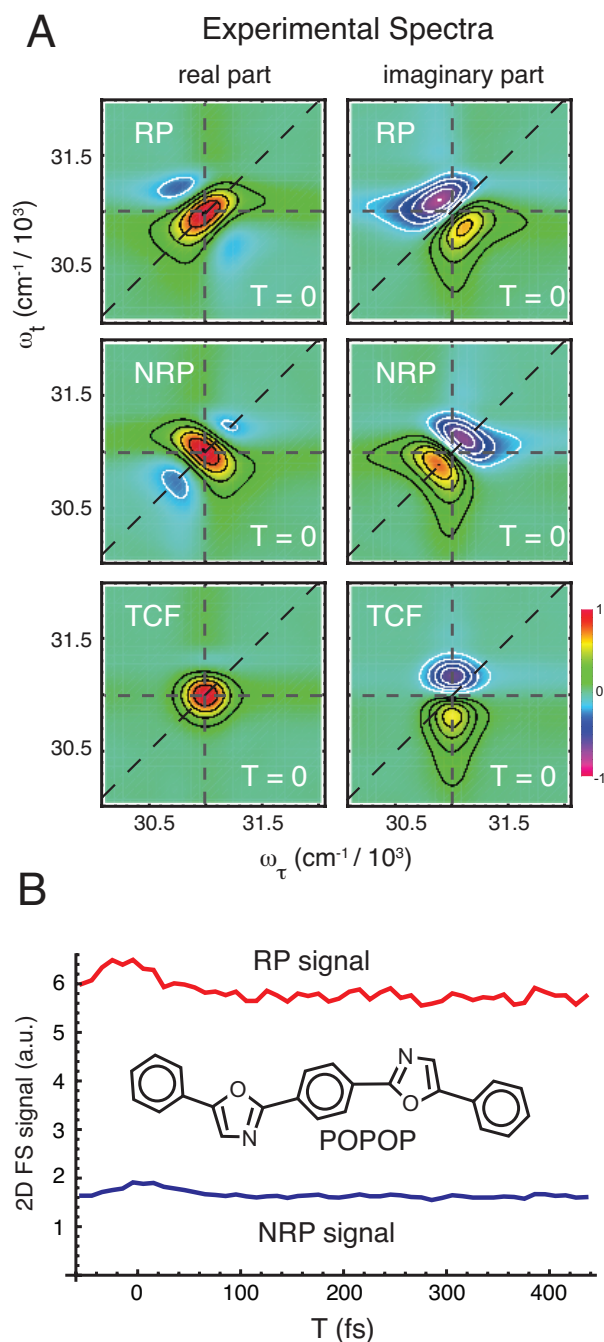 A
Experimental Spectra
real part
imaginary part
RP
T = 0
RP
T = 0
31.5
30.5
ωt (cm-1 / 10³)
NRP
T = 0
NRP
T = 0
31.5
30.5
TCF
T = 0
TCF
T = 0
31.5
30.5
1
0
-1
30.5 31.5 30.5 31.5
ωτ (cm-1 / 10³)
B
2D FS signal (a.u.)
6
5
4
3
2
1
RP signal
O
N
N
O
POPOP
NRP signal
0 100 200 300 400
T (fs)